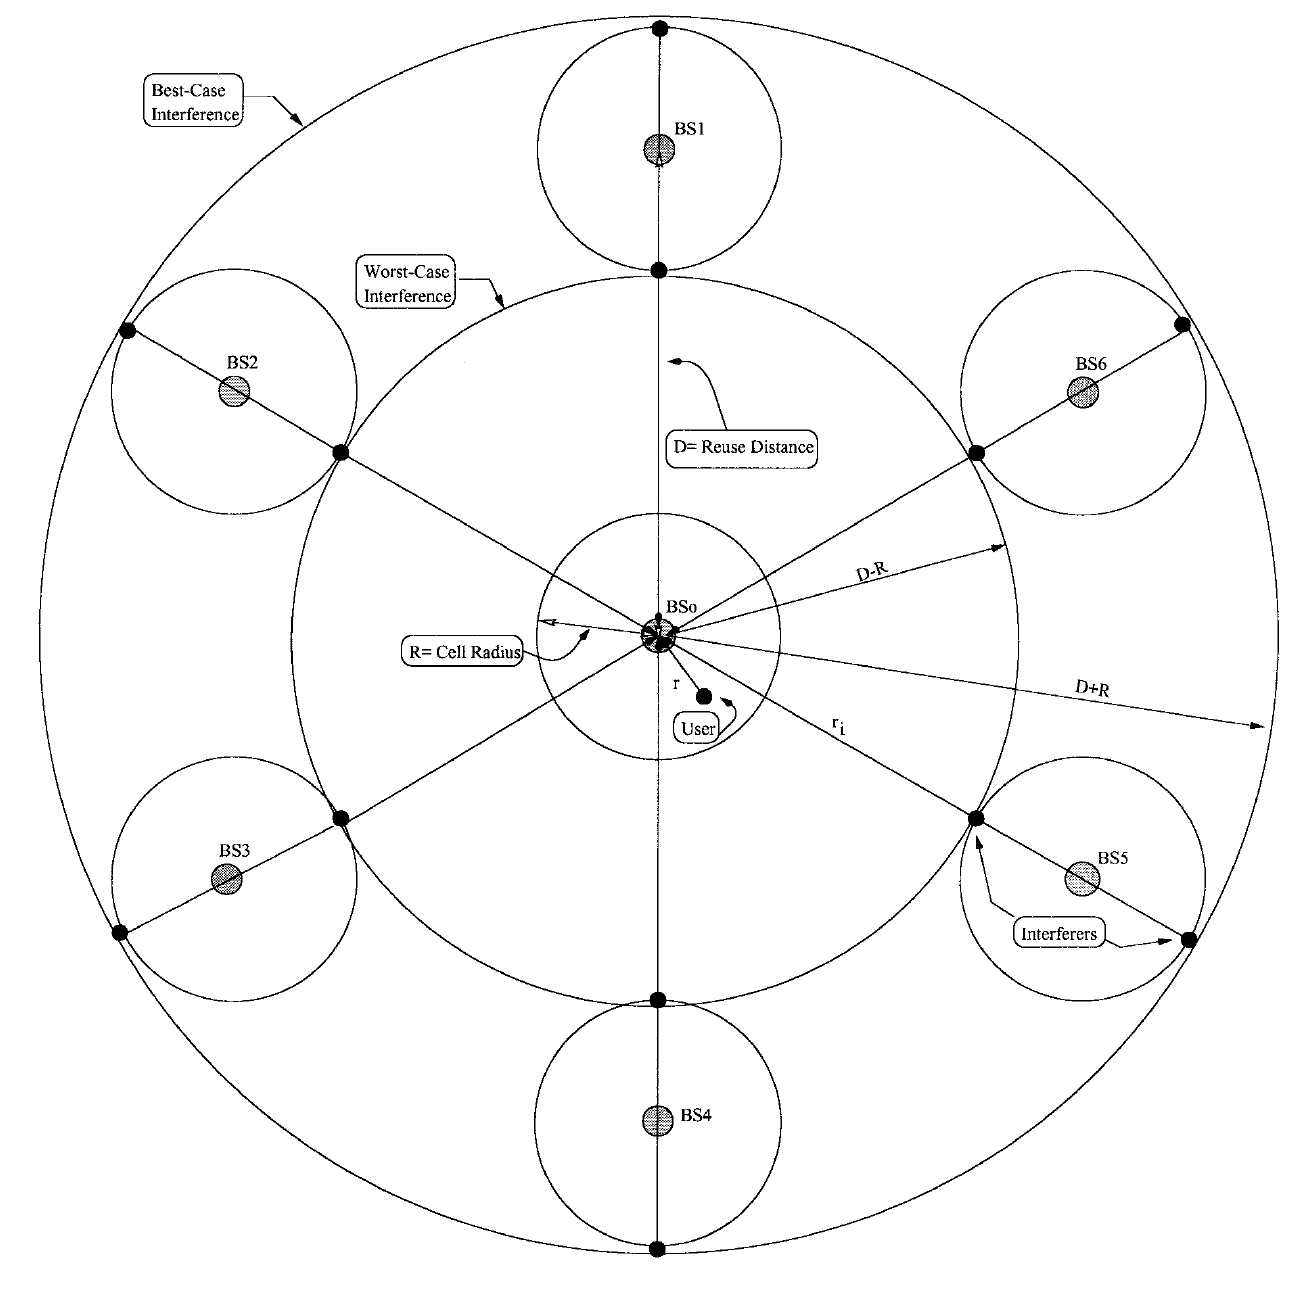 BS1
Best-Case
Interference
Worst-Case
Interference
BS2
BS6
D= Reuse Distance
D-R
BSo
R= Cell Radius
r
D+R
User
ri
BS3
BS5
Interferers
BS4